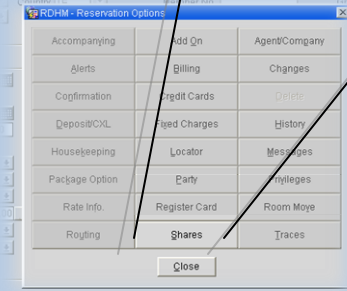 RDHM - Reservation Options
Accompanying Add On Agent/Company
Alerts Billing Changes
Confirmation Credit Cards Delete
Deposit/CXL Fixed Charges History
Housekeeping Locator Messages
Package Option Party Privileges
Rate Info. Register Card Room Move
Routing Shares Traces
Close